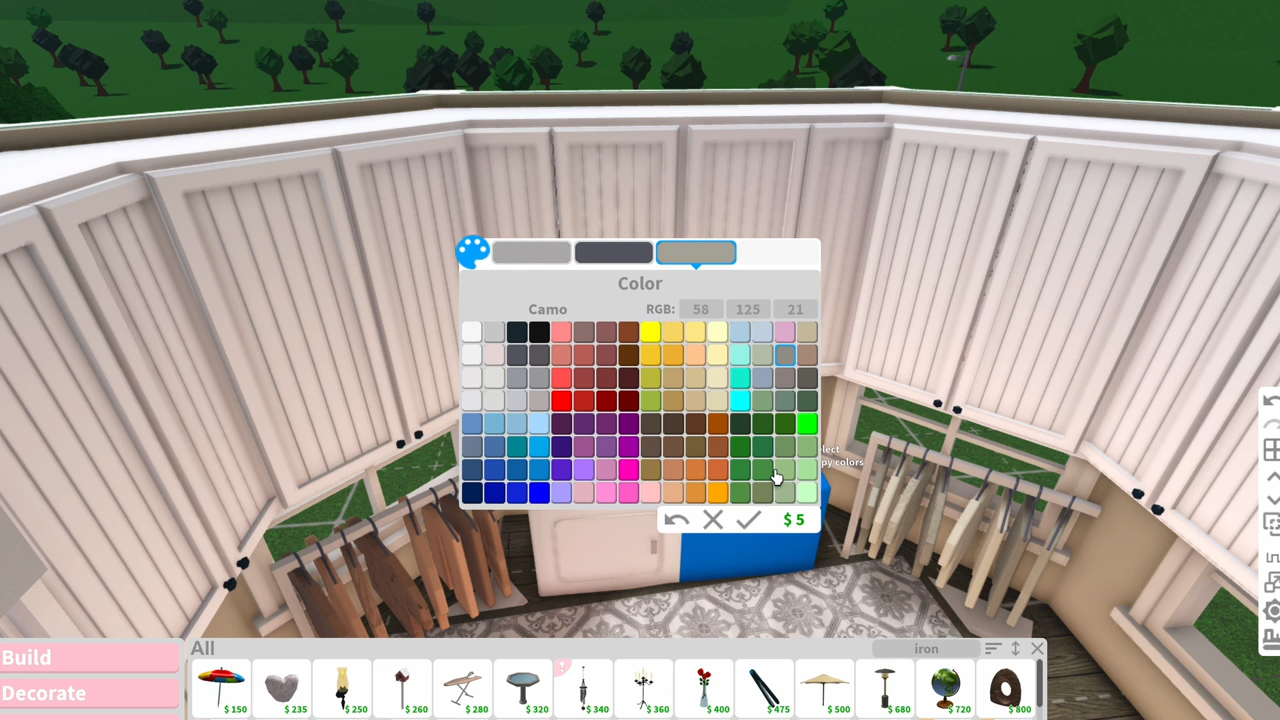 Color
Camo RGB: 58 125 21
lect
py colors
$ 5
All iron
Build
Decorate
$ 150 $ 235 $ 250 $ 260 $ 280 $ 320 $ 340 $ 360 $ 400 $ 475 $ 500 $ 680 $ 720 $ 800